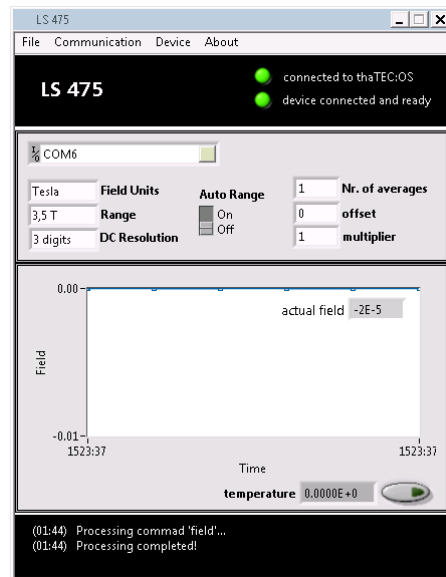 LS 475
File Communication Device About
LS 475
connected to thaTEC:OS
device connected and ready
COM6
Tesla Field Units
3,5 T Range
3 digits DC Resolution
Auto Range
On
Off
1 Nr. of averages
0 offset
1 multiplier
0.00
actual field -2E-5
Field
-0.01
1523:37 1523:37
Time
temperature 0.0000E+0
(01:44) Processing commad 'field'...
(01:44) Processing completed!